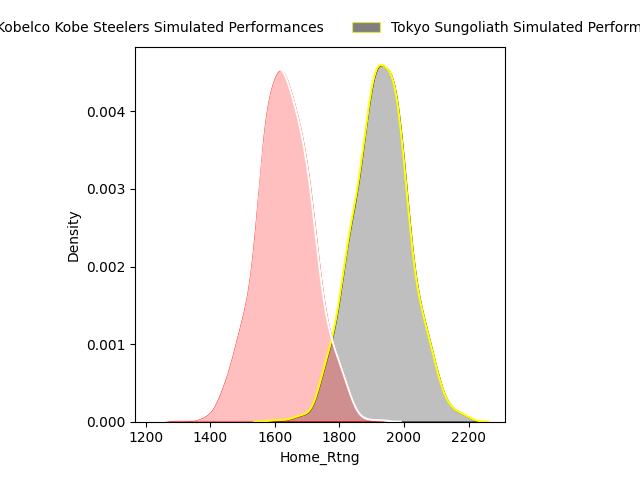 Kobelco Kobe Steelers Simulated Performances
Tokyo Sungoliath Simulated Perform
0.004
0.003
0.002
0.001
0.000
Density
1200 1400 1600 1800 2000 2200
Home_Rtng